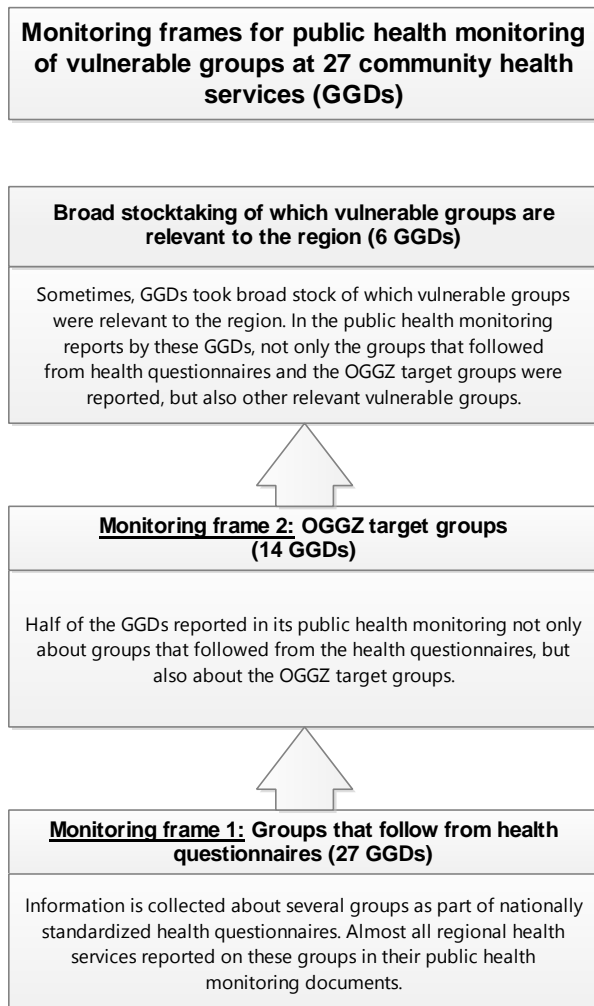 Monitoring frames for public health monitoring
of vulnerable groups at 27 community health
services (GGDs)
Broad stocktaking of which vulnerable groups are
relevant to the region (6 GGDs)
Sometimes, GGDs took broad stock of which vulnerable groups
were relevant to the region. In the public health monitoring
reports by these GGDs, not only the groups that followed
from health questionnaires and the OGGZ target groups were
reported, but also other relevant vulnerable groups.
Monitoring frame 2: OGGZ target groups
(14 GGDs)
Half of the GGDs reported in its public health monitoring not only
about groups that followed from the health questionnaires, but
also about the OGGZ target groups.
Monitoring frame 1: Groups that follow from health
questionnaires (27 GGDs)
Information is collected about several groups as part of nationally
standardized health questionnaires. Almost all regional health
services reported on these groups in their public health
monitoring documents.